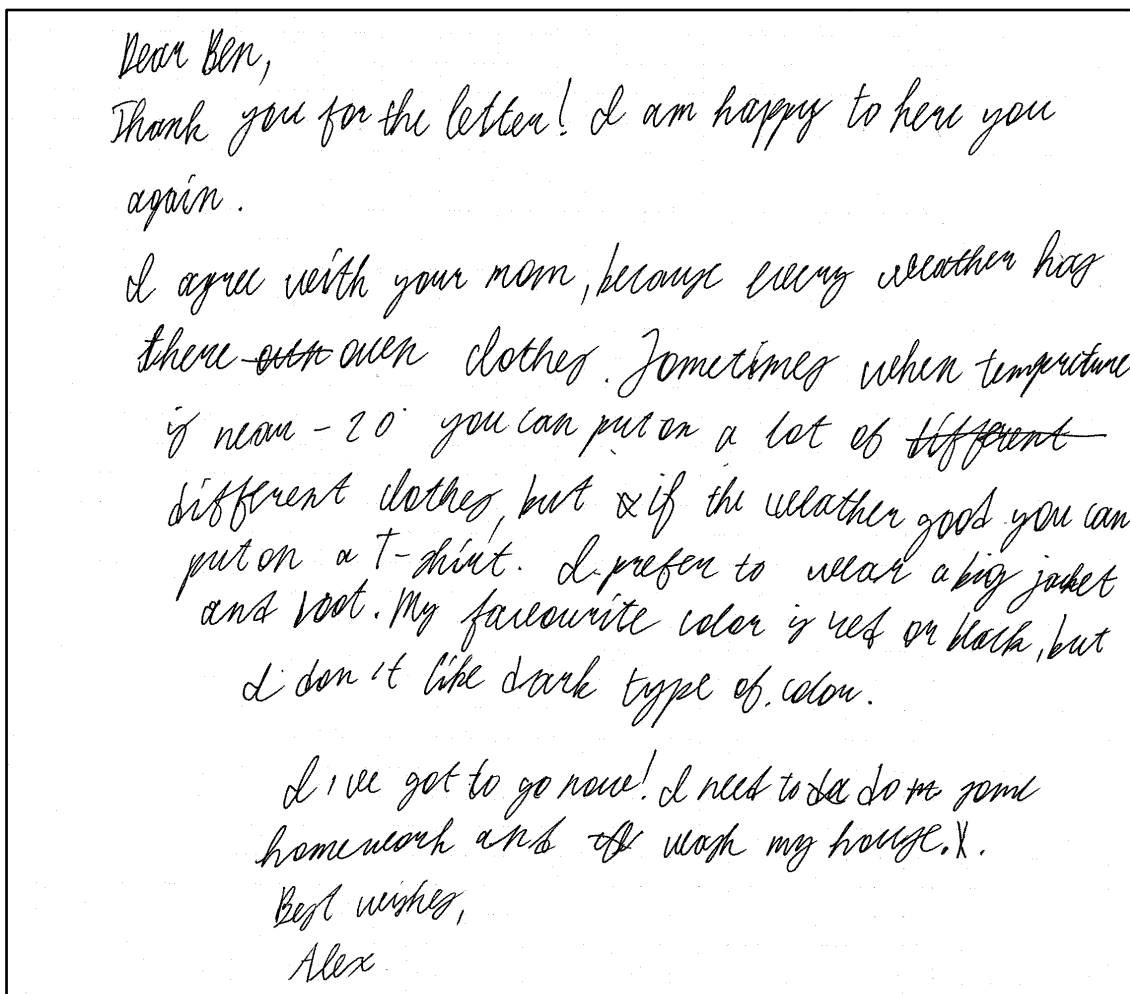 Dear Ben,
Thank you for the letter! I am happy to here you
again.
I agree with your mom, because every weather has
there own clothes. Sometimes when temperture
is near -20° you can put on a lot of different
different clothes, but if the weather good you can
put on a T-shirt. I prefer to wear a big jacket
and boot. My favourite color is red or black, but
I don't like dark type of color.
I've got to go now! I need to do some
homework and wash my house.
Best wishes,
Alex